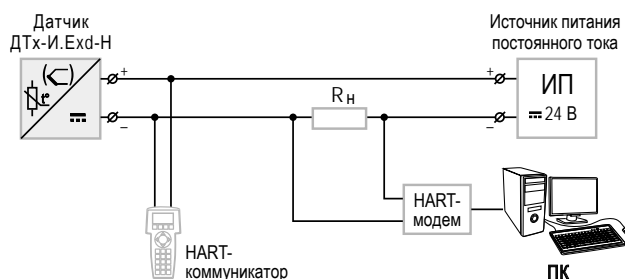 Датчик
ДТх-И.Exd-Н
Источник питания
постоянного тока
+
−
t°
Rн
+
−
ИП
24 В
HART-
модем
HART-
коммуникатор
ПК